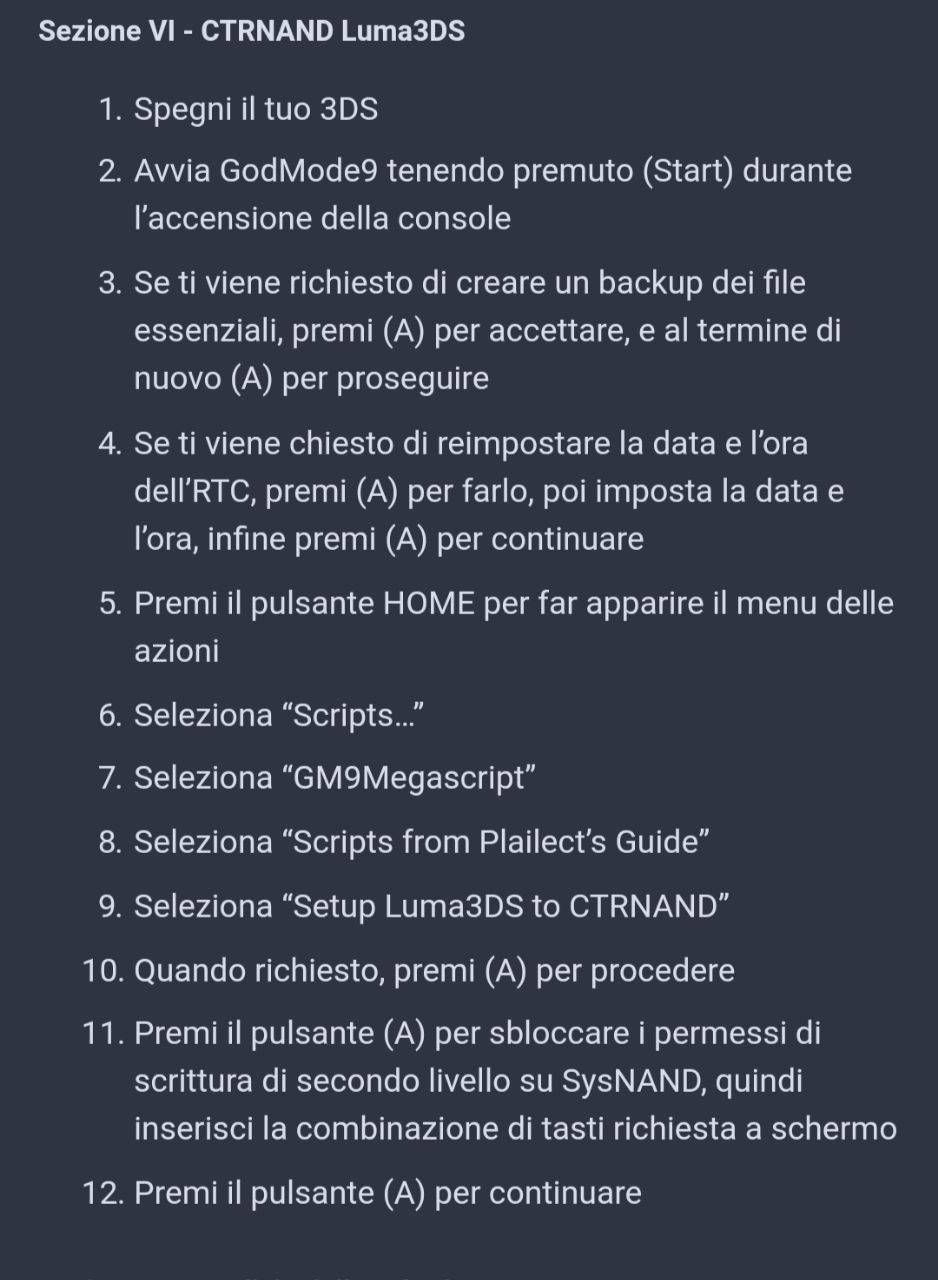 Sezione VI - CTRNAND Luma3DS
1. Spegni il tuo 3DS
2. Avvia GodMode9 tenendo premuto (Start) durante
l’accensione della console
3. Se ti viene richiesto di creare un backup dei file
essenziali, premi (A) per accettare, e al termine di
nuovo (A) per proseguire
4. Se ti viene chiesto di reimpostare la data e l’ora
dell’RTC, premi (A) per farlo, poi imposta la data e
l’ora, infine premi (A) per continuare
5. Premi il pulsante HOME per far apparire il menu delle
azioni
6. Seleziona “Scripts…”
7. Seleziona “GM9Megascript”
8. Seleziona “Scripts from Plailect’s Guide”
9. Seleziona “Setup Luma3DS to CTRNAND”
10. Quando richiesto, premi (A) per procedere
11. Premi il pulsante (A) per sbloccare i permessi di
scrittura di secondo livello su SysNAND, quindi
inserisci la combinazione di tasti richiesta a schermo
12. Premi il pulsante (A) per continuare